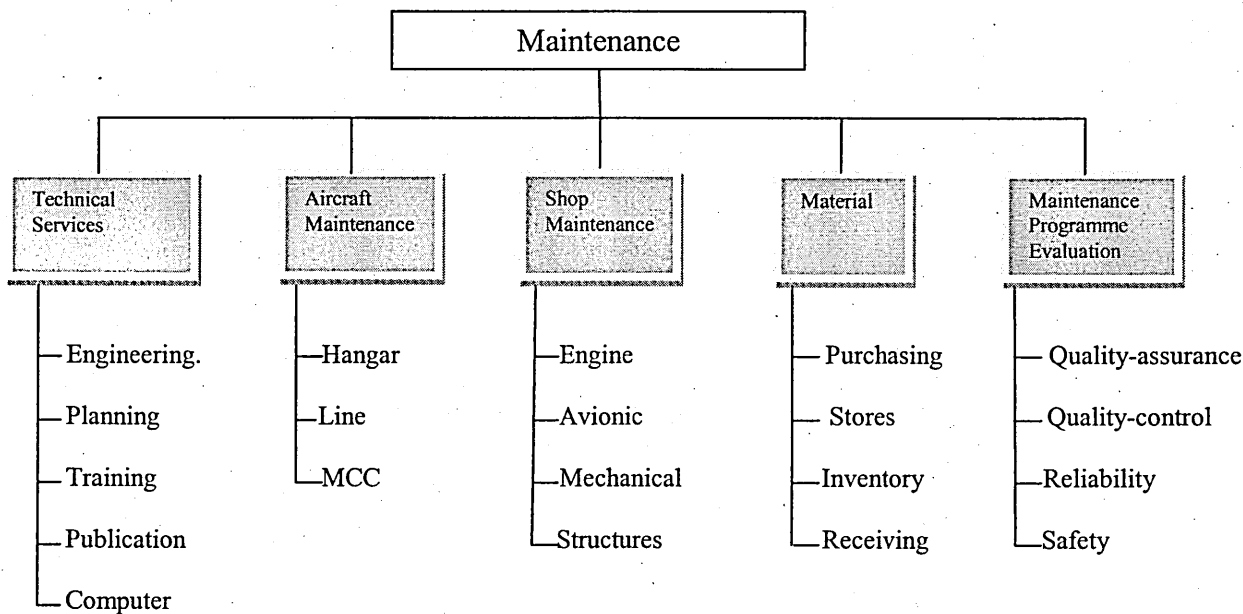 Maintenance
Technical
Services
Engineering.
Planning
Training
Publication
Computer
Aircraft
Maintenance
Hangar
Line
MCC
Shop
Maintenance
Engine
Avionic
Mechanical
Structures
Material
Purchasing
Stores
Inventory
Receiving
Maintenance
Programme
Evaluation
Quality-assurance
Quality-control
Reliability
Safety